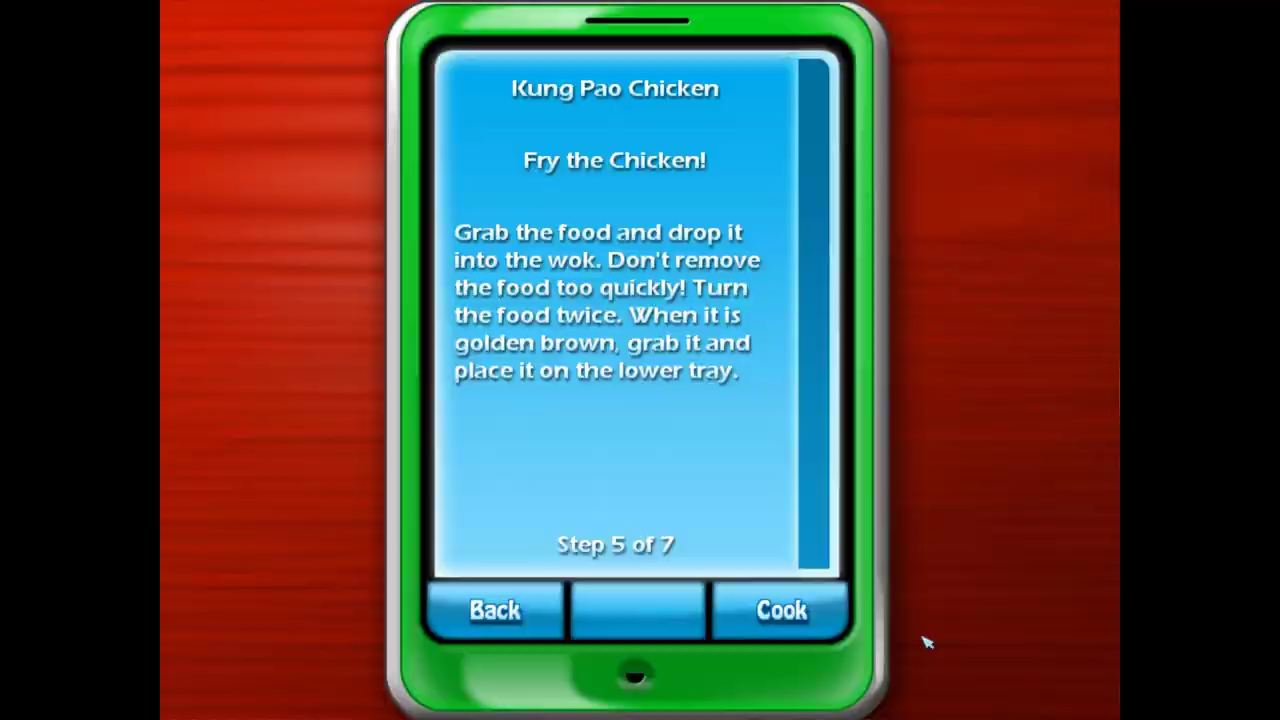 Kung Pao Chicken
Fry the Chicken!
Grab the food and drop it
into the wok. Don't remove
the food too quickly! Turn
the food twice. When it is
golden brown, grab it and
place it on the lower tray.
Step 5 of 7
Back
Cook